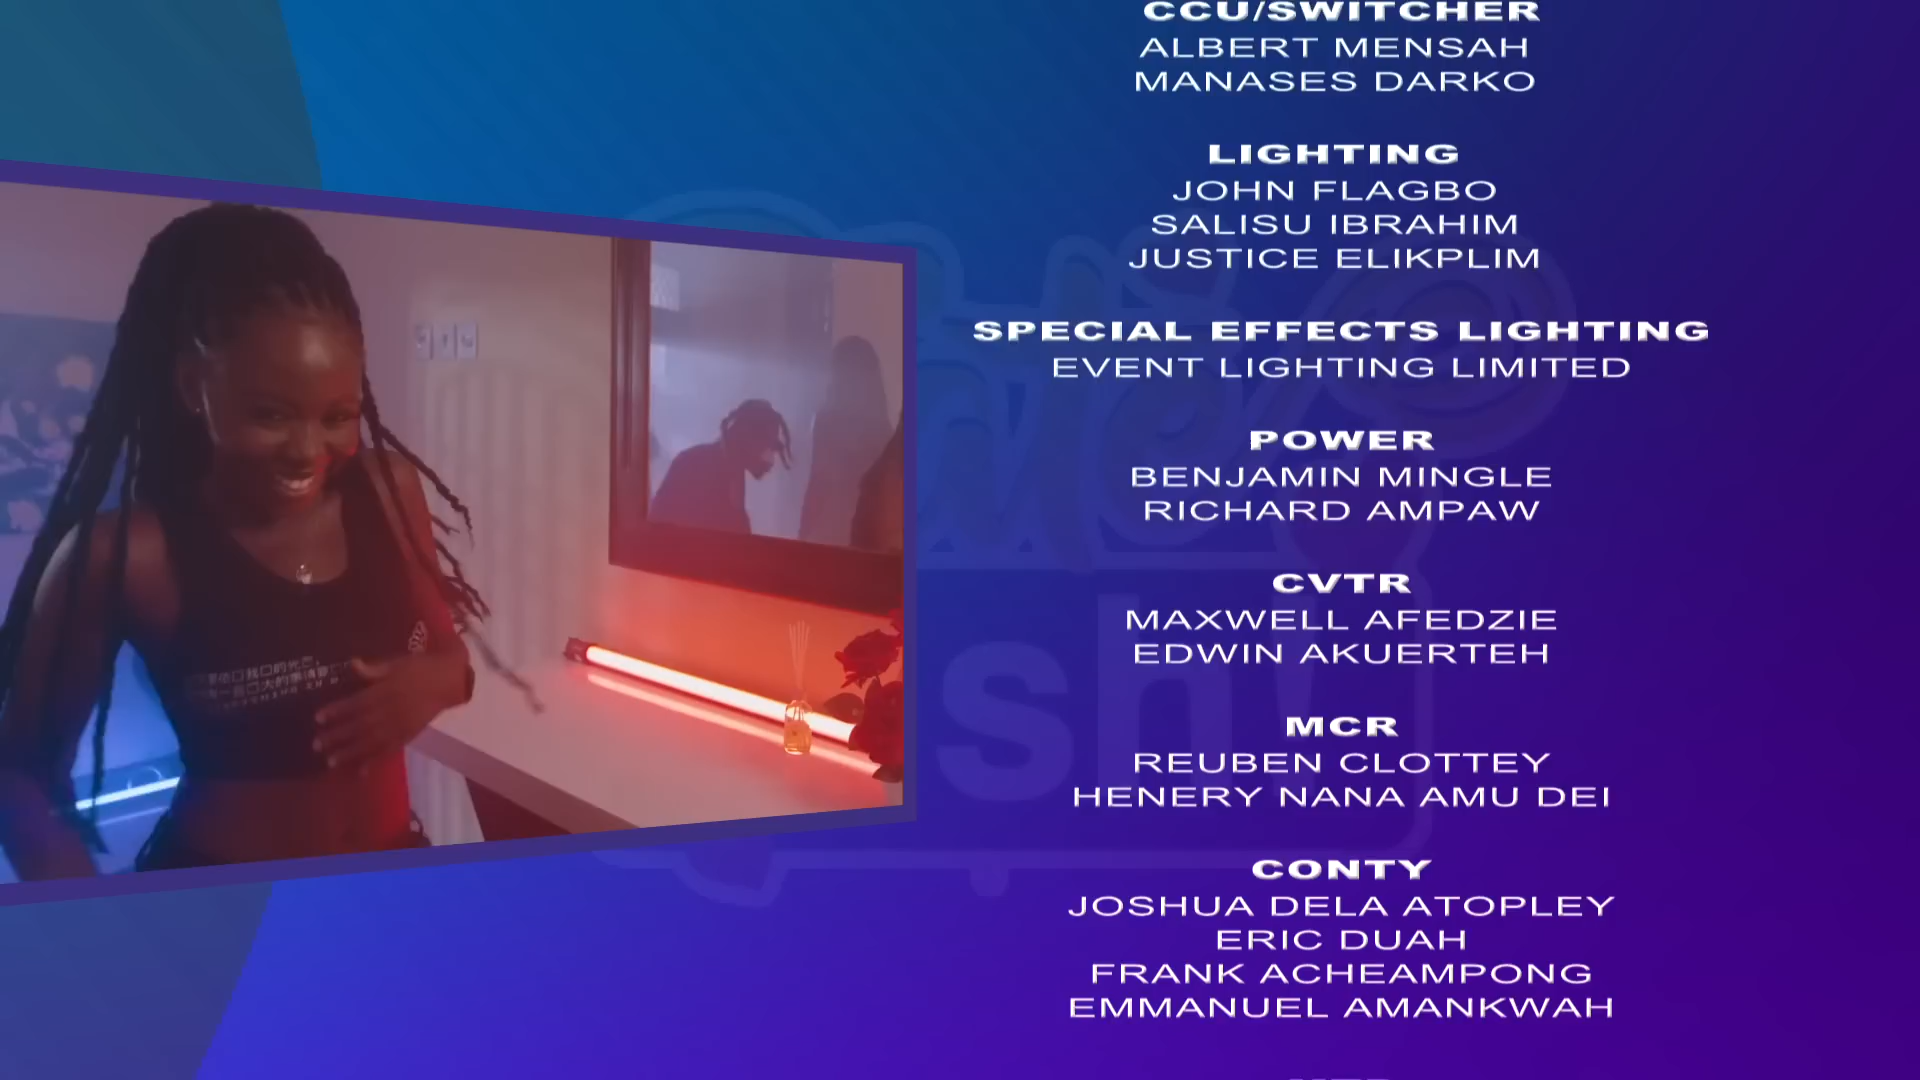 CCU/SWITCHER
ALBERT MENSAH
MANASES DARKO
LIGHTING
JOHN FLAGBO
SALISU IBRAHIM
JUSTICE ELIKPLIM
SPECIAL EFFECTS LIGHTING
EVENT LIGHTING LIMITED
POWER
BENJAMIN MINGLE
RICHARD AMPAW
CVTR
MAXWELL AFEDZIE
EDWIN AKUERTEH
MCR
REUBEN CLOTTEY
HENERY NANA AMU DEI
CONTY
JOSHUA DELA ATOPLEY
ERIC DUAH
FRANK ACHEAMPONG
EMMANUEL AMANKWAH